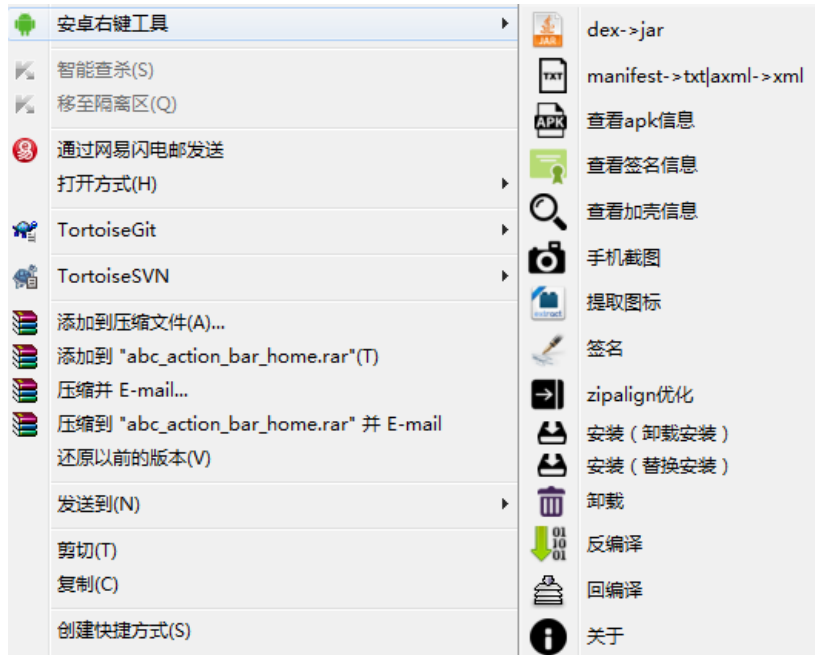 安卓右键工具
智能查杀(S)
移至隔离区(Q)
通过网易闪电邮发送
打开方式(H)
TortoiseGit
TortoiseSVN
添加到压缩文件(A)...
添加到 "abc_action_bar_home.rar"(T)
压缩并 E-mail...
压缩到 "abc_action_bar_home.rar" 并 E-mail
还原以前的版本(V)
发送到(N)
剪切(T)
复制(C)
创建快捷方式(S)
JAR
dex->jar
TXT
manifest->txt|axml->xml
APK
查看apk信息
查看签名信息
查看加壳信息
手机截图
extract
提取图标
签名
zipalign优化
安装（卸载安装）
安装（替换安装）
卸载
01
10
01
反编译
回编译
关于